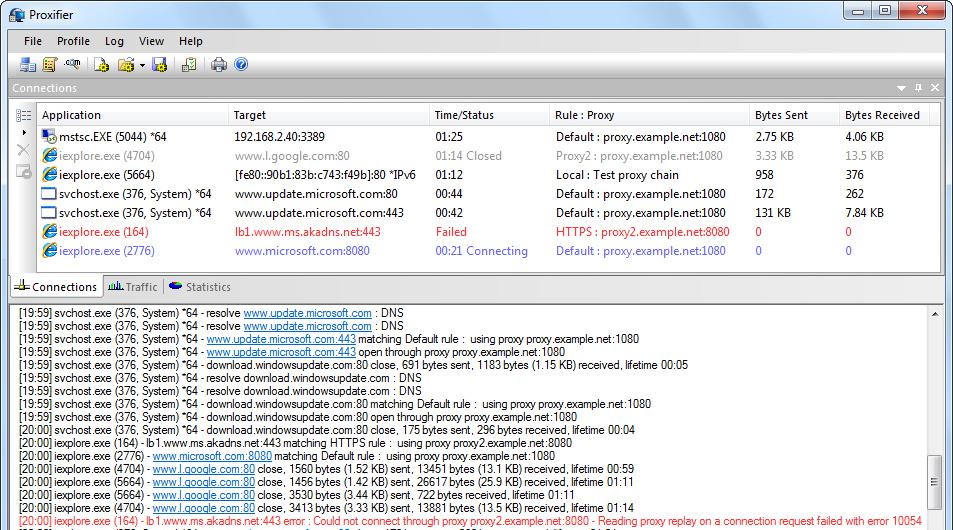 Proxifier
File Profile Log View Help
.com
Connections
Application Target Time/Status Rule : Proxy Bytes Sent Bytes Received
mstsc.EXE (5044) *64 192.168.2.40:3389 01:25 Default : proxy.example.net:1080 2.75 KB 4.06 KB
iexplore.exe (4704) www.l.google.com:80 01:14 Closed Proxy2 : proxy.example.net:1080 3.33 KB 13.5 KB
iexplore.exe (5664) [fe80::90b1:83b:c743:f49b]:80 *IPv6 01:12 Local : Test proxy chain 958 376
svchost.exe (376, System) *64 www.update.microsoft.com:80 00:44 Default : proxy.example.net:1080 172 262
svchost.exe (376, System) *64 www.update.microsoft.com:443 00:42 Default : proxy.example.net:1080 131 KB 7.84 KB
iexplore.exe (164) lb1.www.ms.akadns.net:443 Failed HTTPS : proxy2.example.net:8080 0 0
iexplore.exe (2776) www.microsoft.com:8080 00:21 Connecting Default : proxy.example.net:1080 0 0
Connections Traffic Statistics
[19:59] svchost.exe (376, System) *64 - resolve www.update.microsoft.com : DNS
[19:59] svchost.exe (376, System) *64 - resolve www.update.microsoft.com : DNS
[19:59] svchost.exe (376, System) *64 - www.update.microsoft.com:443 matching Default rule : using proxy proxy.example.net:1080
[19:59] svchost.exe (376, System) *64 - www.update.microsoft.com:443 open through proxy proxy.example.net:1080
[19:59] svchost.exe (376, System) *64 - download.windowsupdate.com:80 close, 691 bytes sent, 1183 bytes (1.15 KB) received, lifetime 00:05
[19:59] svchost.exe (376, System) *64 - resolve download.windowsupdate.com : DNS
[19:59] svchost.exe (376, System) *64 - resolve download.windowsupdate.com : DNS
[19:59] svchost.exe (376, System) *64 - download.windowsupdate.com:80 matching Default rule : using proxy proxy.example.net:1080
[19:59] svchost.exe (376, System) *64 - download.windowsupdate.com:80 open through proxy proxy.example.net:1080
[20:00] svchost.exe (376, System) *64 - download.windowsupdate.com:80 close, 175 bytes sent, 296 bytes received, lifetime 00:04
[20:00] iexplore.exe (164) - lb1.www.ms.akadns.net:443 matching HTTPS rule : using proxy proxy2.example.net:8080
[20:00] iexplore.exe (2776) - www.microsoft.com:8080 matching Default rule : using proxy proxy.example.net:1080
[20:00] iexplore.exe (4704) - www.l.google.com:80 close, 1560 bytes (1.52 KB) sent, 13451 bytes (13.1 KB) received, lifetime 00:59
[20:00] iexplore.exe (5664) - www.l.google.com:80 close, 1456 bytes (1.42 KB) sent, 26617 bytes (25.9 KB) received, lifetime 01:11
[20:00] iexplore.exe (5664) - www.l.google.com:80 close, 3530 bytes (3.44 KB) sent, 722 bytes received, lifetime 01:11
[20:00] iexplore.exe (4704) - www.l.google.com:80 close, 3413 bytes (3.33 KB) sent, 13881 bytes (13.5 KB) received, lifetime 01:14
[20:00] iexplore.exe (164) - lb1.www.ms.akadns.net:443 error : Could not connect through proxy proxy2.example.net:8080 - Reading proxy replay on a connection request failed with error 10054